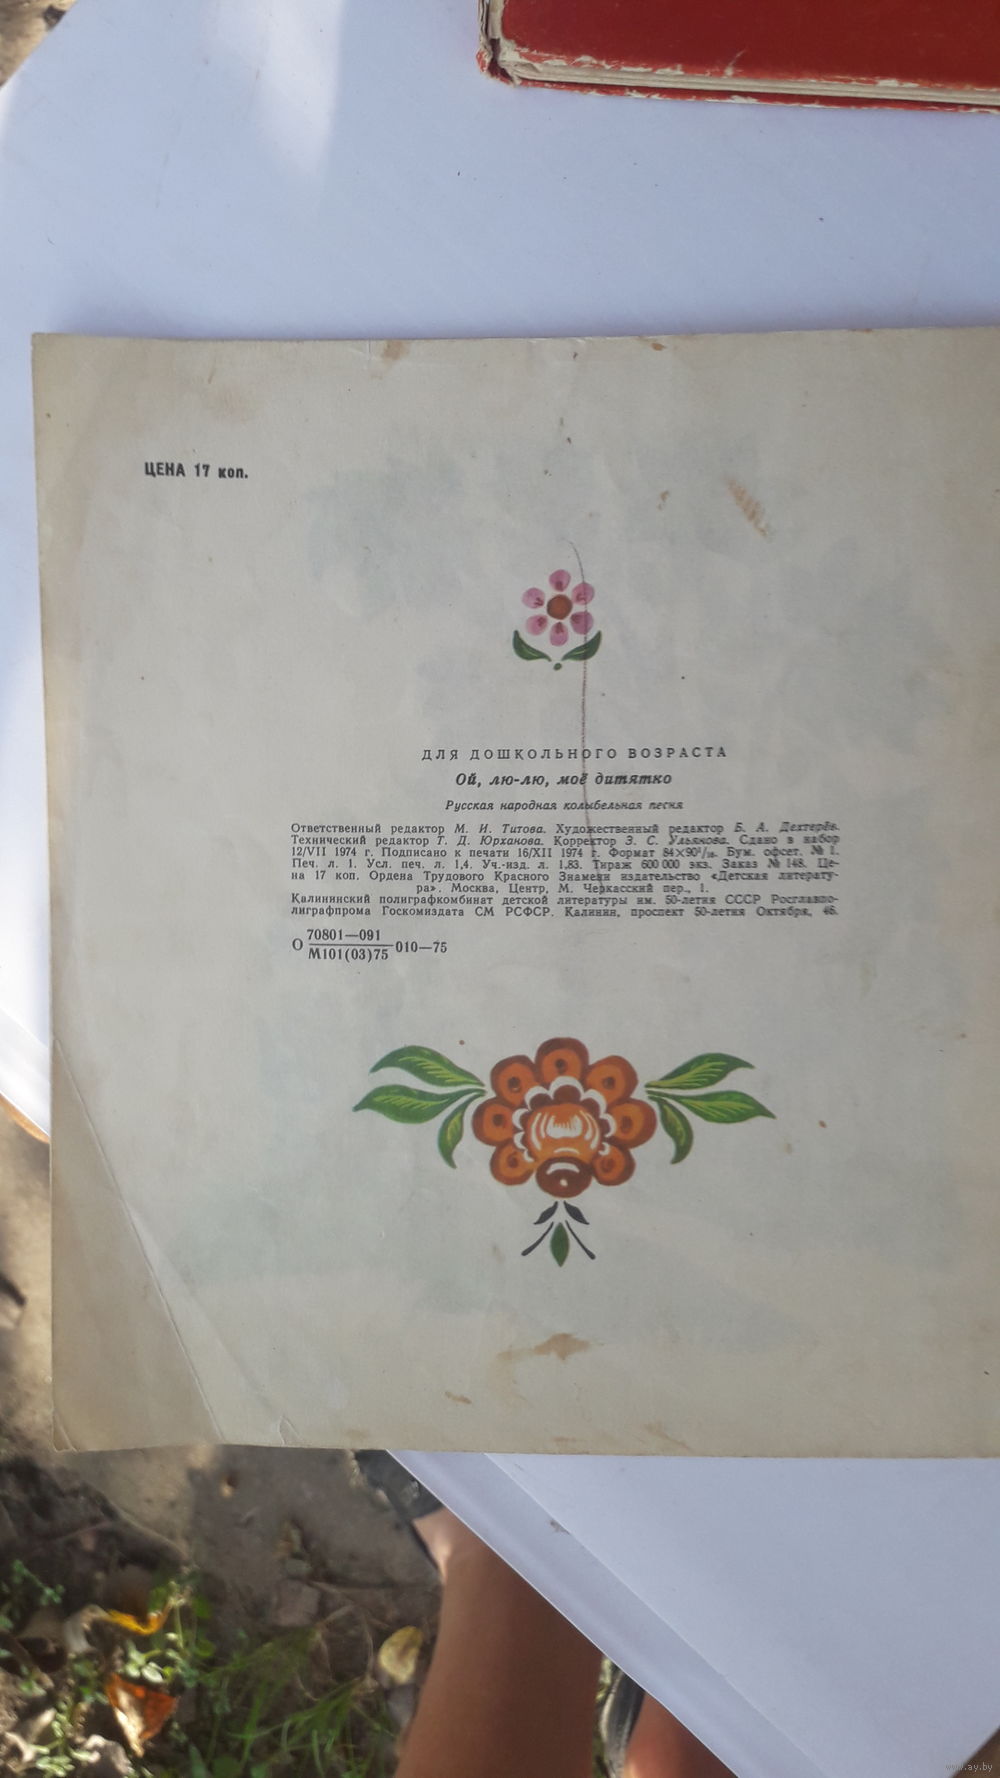 ЦЕНА 17 коп.
ДЛЯ ДОШКОЛЬНОГО ВОЗРАСТА
Ой, лю-лю, моё дитятко
Русская народная колыбельная песня
Ответственный редактор М. И. Титова. Художественный редактор Б. А. Дехтерёв.
Технический редактор Т. Д. Юрханова. Корректор З. С. Ульянова. Сдано в набор
12/VII 1974 г. Подписано к печати 16/XII 1974 г. Формат 84×90¹/₁₆. Бум. офсет. № 1.
Печ. л. 1. Усл. печ. л. 1,4. Уч.-изд. л. 1,83. Тираж 600 000 экз. Заказ № 148. Це-
на 17 коп. Ордена Трудового Красного Знамени издательство «Детская литерату-
ра». Москва, Центр, М. Черкасский пер., 1.
Калининский полиграфкомбинат детской литературы им. 50-летия СССР Росглавпо-
лиграфпрома Госкомиздата СМ РСФСР. Калинин, проспект 50-летия Октября, 46.
О 70801—091
М101(03)75 010—75
www.ay.by